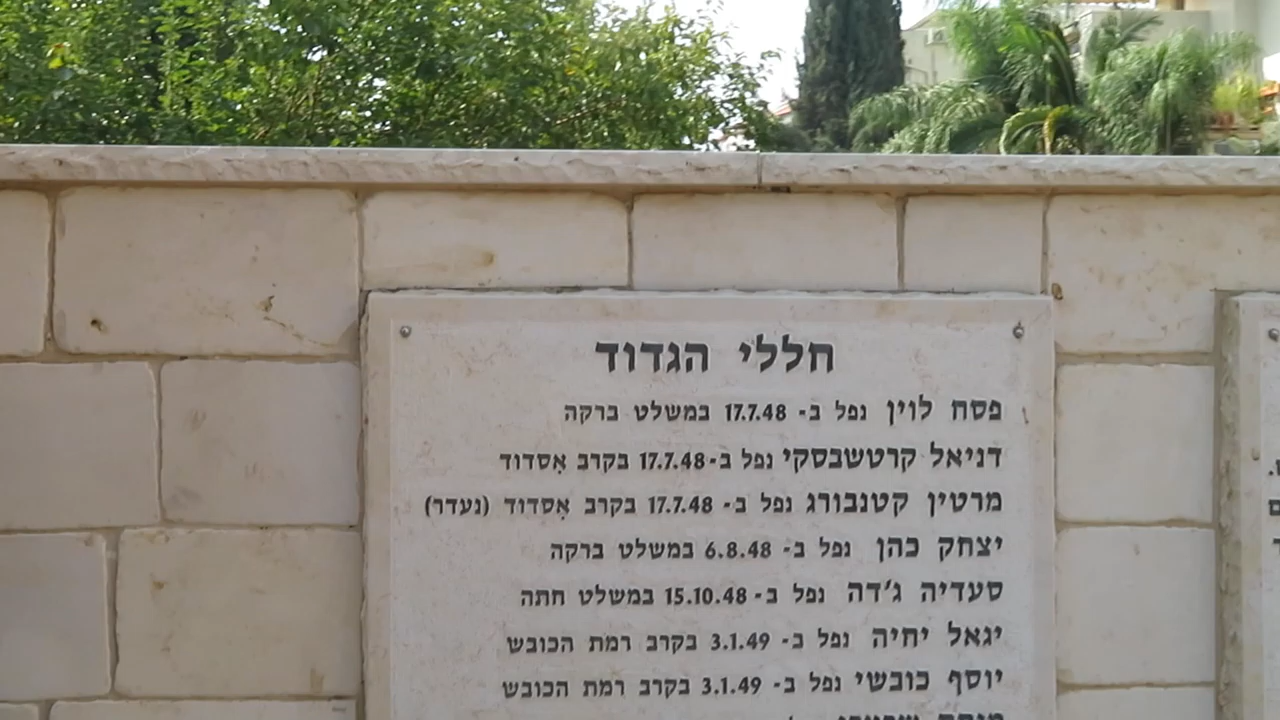 חללי הגדוד
פסח לוין נפל ב- 17.7.48 במשלט ברקה
דניאל קרטשבסקי נפל ב-17.7.48 בקרב אִסדוד
מרטין קטנבורג נפל ב- 17.7.48 בקרב אִסדוד (נעדר)
יצחק כהן נפל ב- 6.8.48 במשלט ברקה
סעדיה ג'דה נפל ב-15.10.48 במשלט חתה
יגאל יחיה נפל ב- 3.1.49 בקרב רמת הכובש
יוסף כובשי נפל ב- 3.1.49 בקרב רמת הכובש